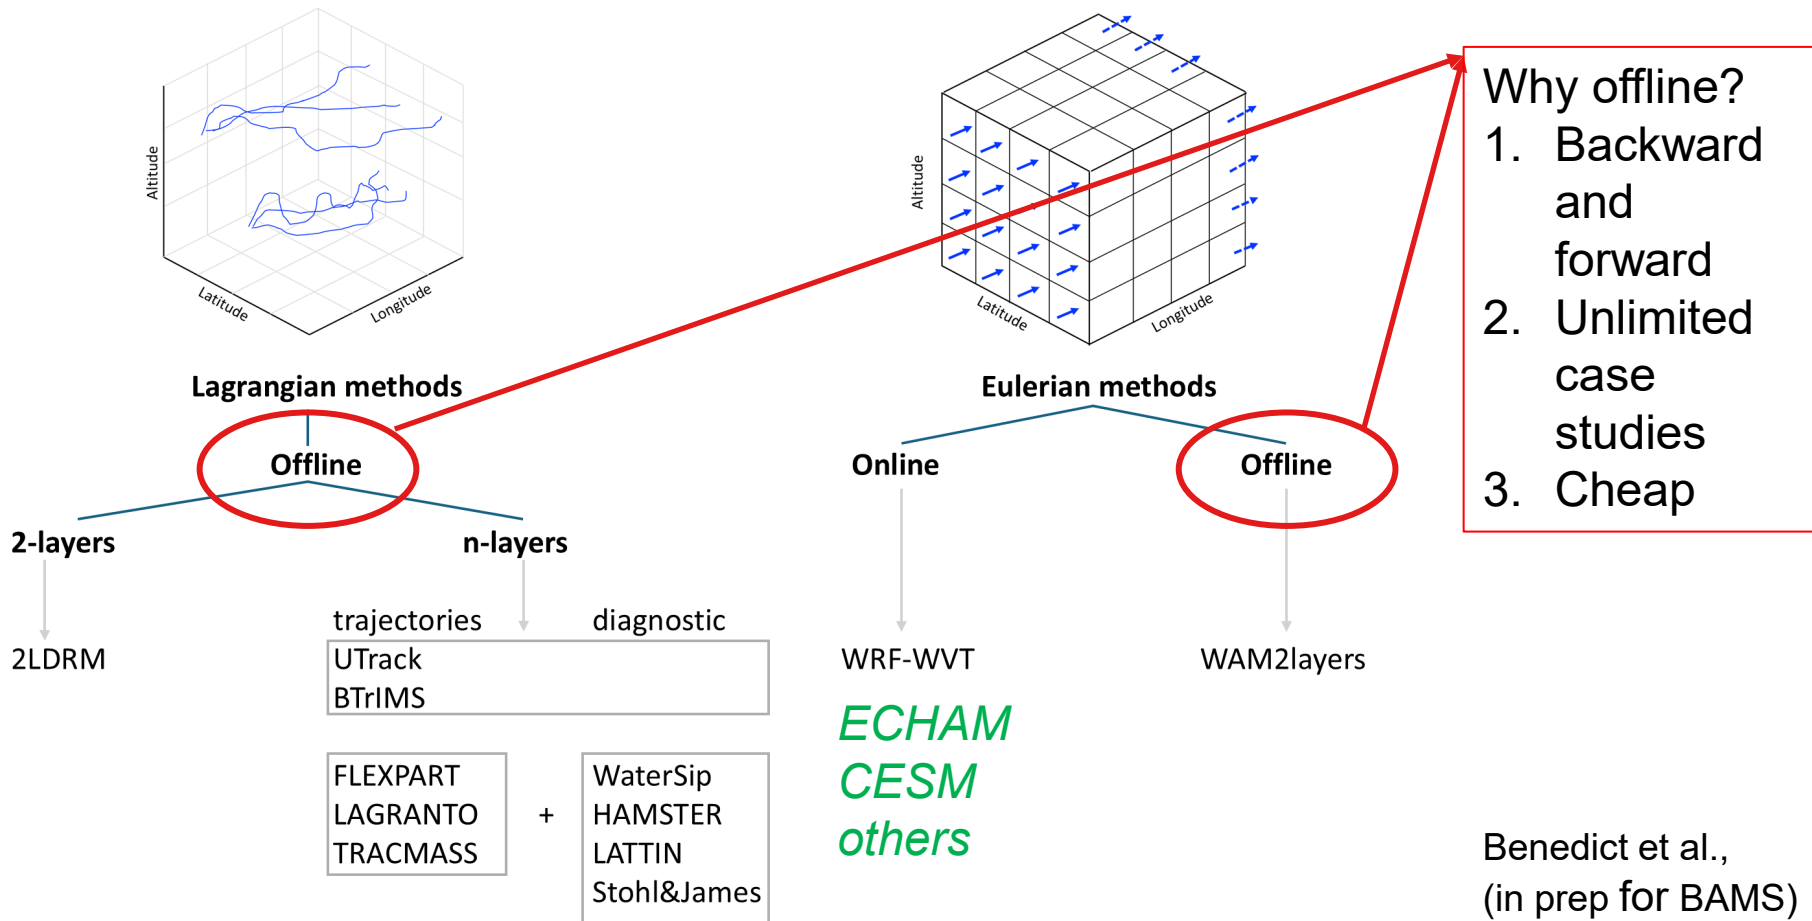 Altitude
Latitude
Longitude
Altitude
Latitude
Longitude
Why offline?
1. Backward
and
forward
2. Unlimited
case
studies
3. Cheap
Lagrangian methods
Eulerian methods
Offline
Online
Offline
2-layers
n-layers
trajectories
diagnostic
2LDRM
UTrack
BTrIMS
WRF-WVT
WAM2layers
ECHAM
CESM
others
FLEXPART
LAGRANTO
TRACMASS
+
WaterSip
HAMSTER
LATTIN
Stohl&James
Benedict et al.,
(in prep for BAMS)